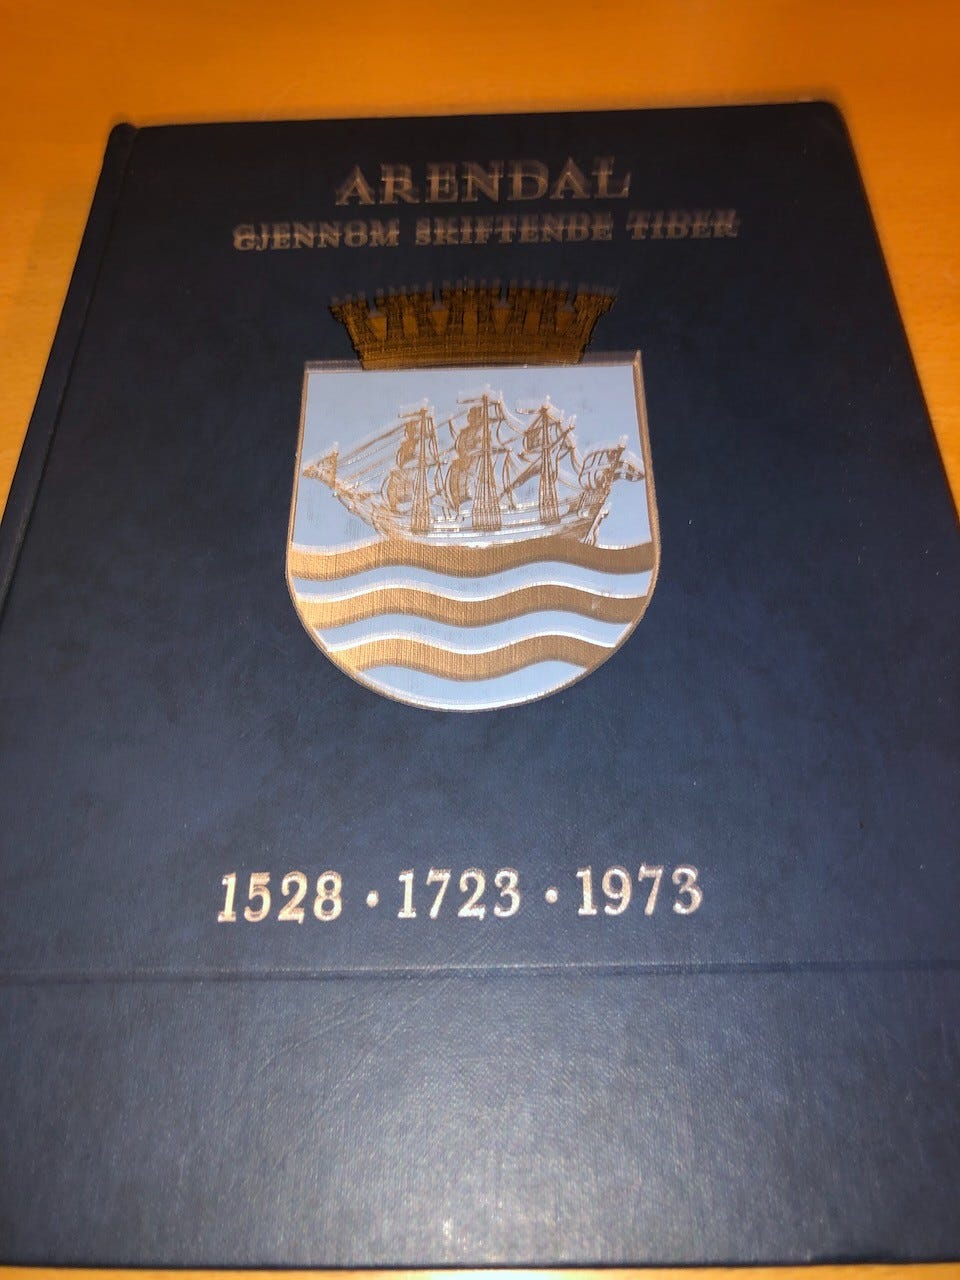 ARENDAL
GJENNOM SKIFTENDE TIDER
1528 • 1723 • 1973